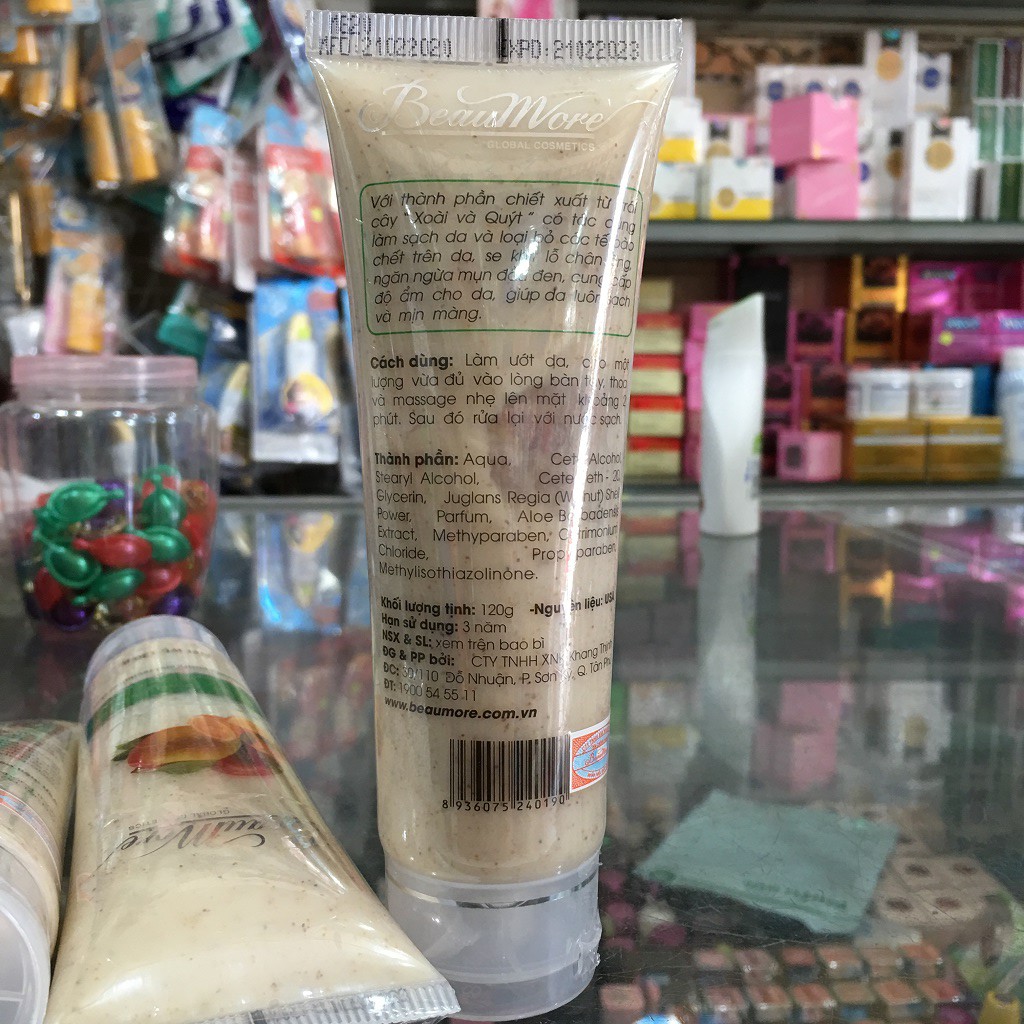 MFD:21022020 EXPD:21022023
BeauMore
GLOBAL COSMETICS
Với thành phần chiết xuất từ trái
cây "Xoài và Quýt" có tác dụng
làm sạch da và loại bỏ các tế bào
chết trên da, se khít lỗ chân lông,
ngăn ngừa mụn đầu đen, cung cấp
độ ẩm cho da, giúp da luôn sạch
và mịn màng.
Cách dùng: Làm ướt da, cho một
lượng vừa đủ vào lòng bàn tay, thoa
và massage nhẹ lên mặt khoảng 2
phút. Sau đó rửa lại với nước sạch.
Thành phần: Aqua, Cetyl Alcohol,
Stearyl Alcohol, Ceteareth - 20,
Glycerin, Juglans Regia (Walnut) Shell
Power, Parfum, Aloe Barbadensis
Extract, Methyparaben, Cetrimonium
Chloride, Propylparaben,
Methylisothiazolinone.
Khối lượng tịnh: 120g -Nguyên liệu: USA
Hạn sử dụng: 3 năm
NSX & SL: xem trên bao bì
ĐG & PP bởi: CTY TNHH XNK Khang Thịnh
ĐC: 30/110 Đỗ Nhuận, P. Sơn Kỳ, Q. Tân Phú
ĐT: 1900 54 55 11
www.beaumore.com.vn
8 936075 240190